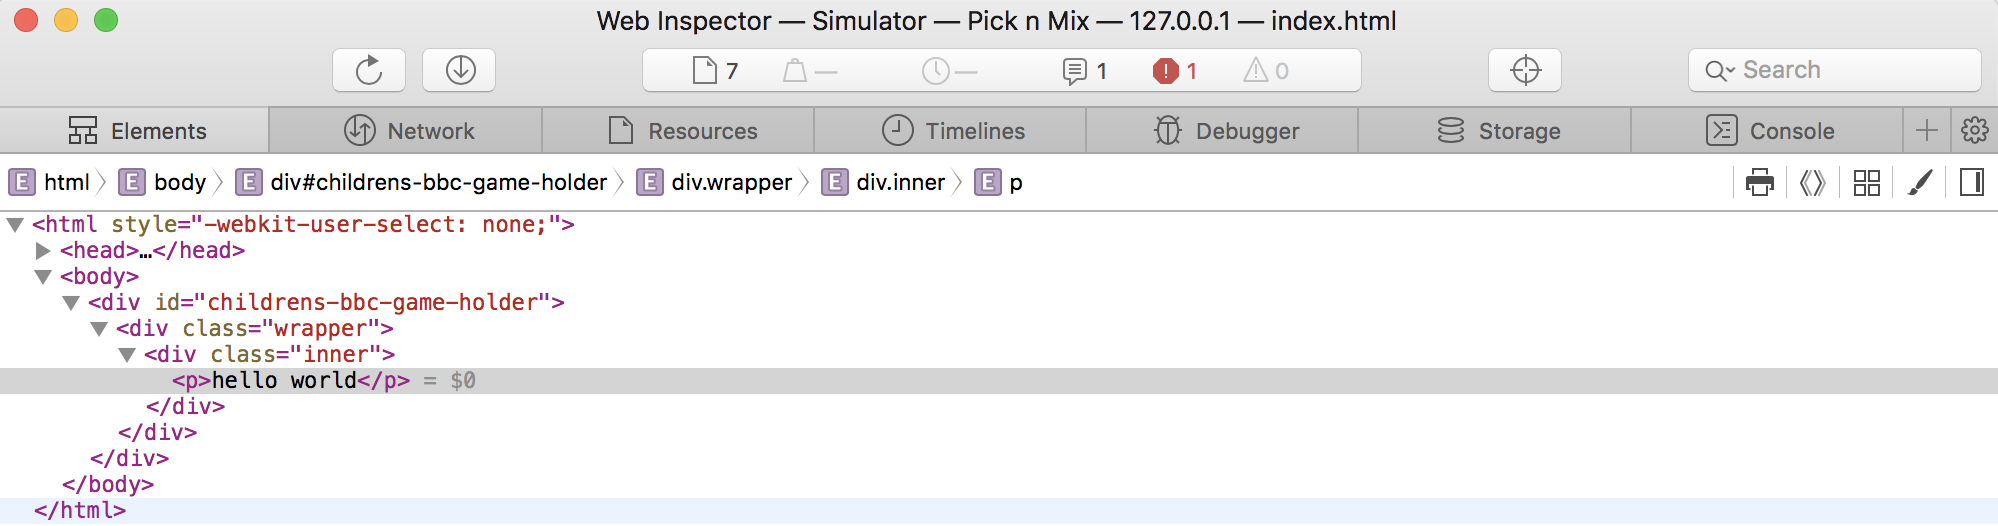 Web Inspector — Simulator — Pick n Mix — 127.0.0.1 — index.html
7 — — 1 1 0 Search
Elements Network Resources Timelines Debugger Storage Console
E html E body E div#childrens-bbc-game-holder E div.wrapper E div.inner E p
<html style="-webkit-user-select: none;">
<head>…</head>
<body>
<div id="childrens-bbc-game-holder">
<div class="wrapper">
<div class="inner">
<p>hello world</p> = $0
</div>
</div>
</div>
</body>
</html>